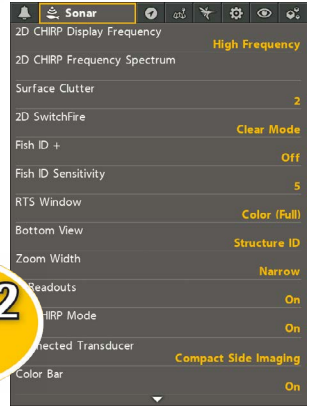 Sonar
2D CHIRP Display Frequency
High Frequency
2D CHIRP Frequency Spectrum
Surface Clutter
2
2D SwitchFire
Clear Mode
Fish ID +
Off
Fish ID Sensitivity
5
RTS Window
Color (Full)
Bottom View
Structure ID
Zoom Width
Narrow
Readouts
On
CHIRP Mode
On
Connected Transducer
Compact Side Imaging
Color Bar
On
2